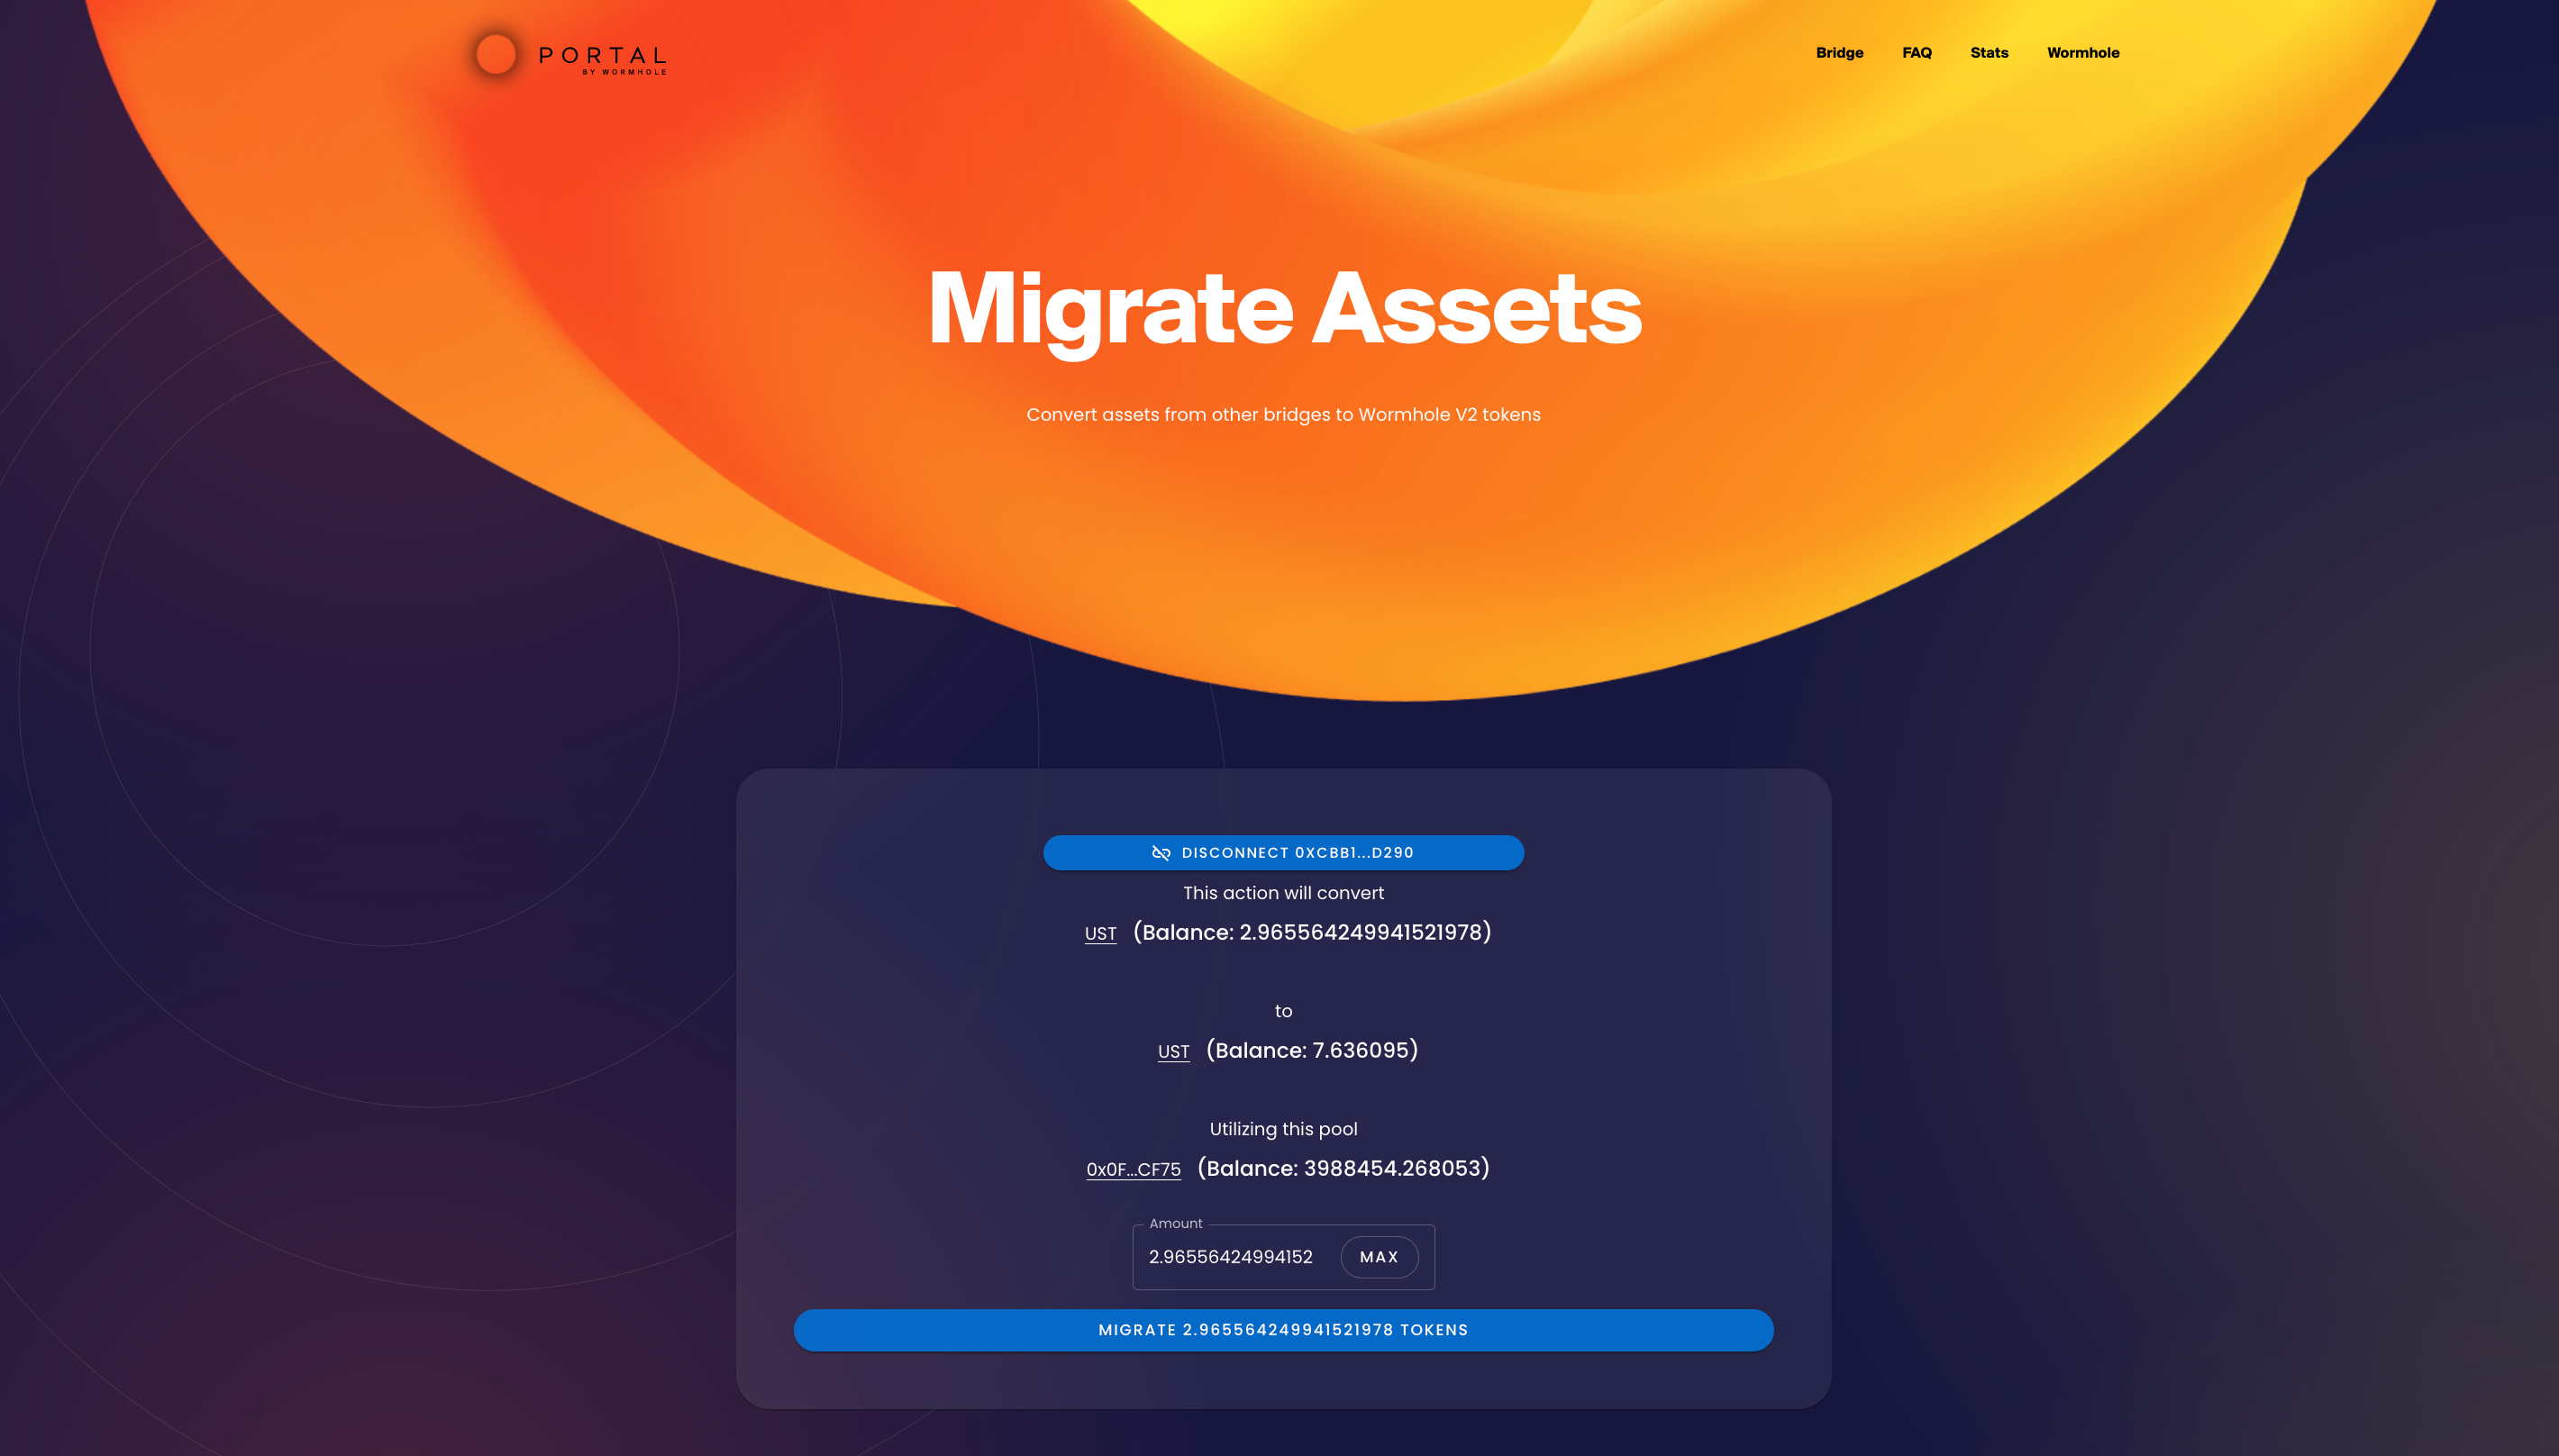 PORTAL
BY WORMHOLE
Bridge FAQ Stats Wormhole
Migrate Assets
Convert assets from other bridges to Wormhole V2 tokens
DISCONNECT 0XCBB1...D290
This action will convert
UST (Balance: 2.965564249941521978)
to
UST (Balance: 7.636095)
Utilizing this pool
0x0F...CF75 (Balance: 3988454.268053)
Amount
2.96556424994152 MAX
MIGRATE 2.965564249941521978 TOKENS